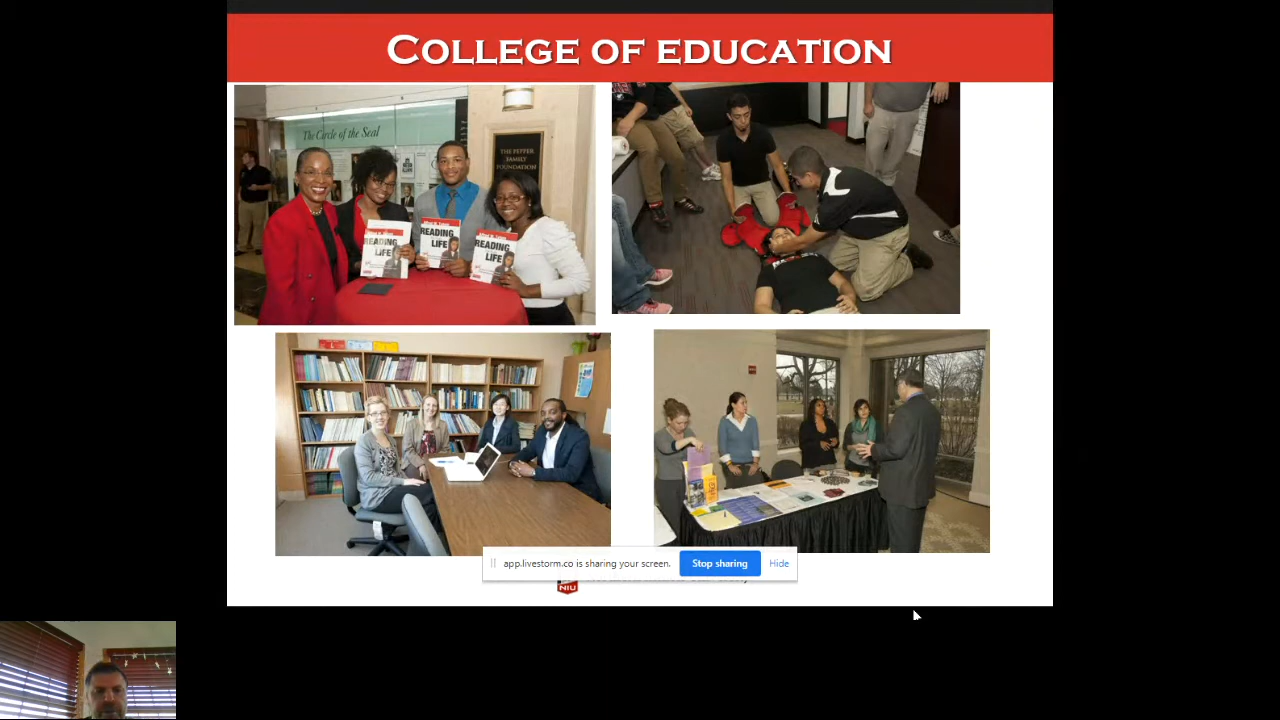 COLLEGE OF EDUCATION
The Circle of the Seal
THE PEPPER
FAMILY
FOUNDATION
READING
LIFE
READING
LIFE
READING
LIFE
app.livestorm.co is sharing your screen.
Stop sharing
Hide
NIU